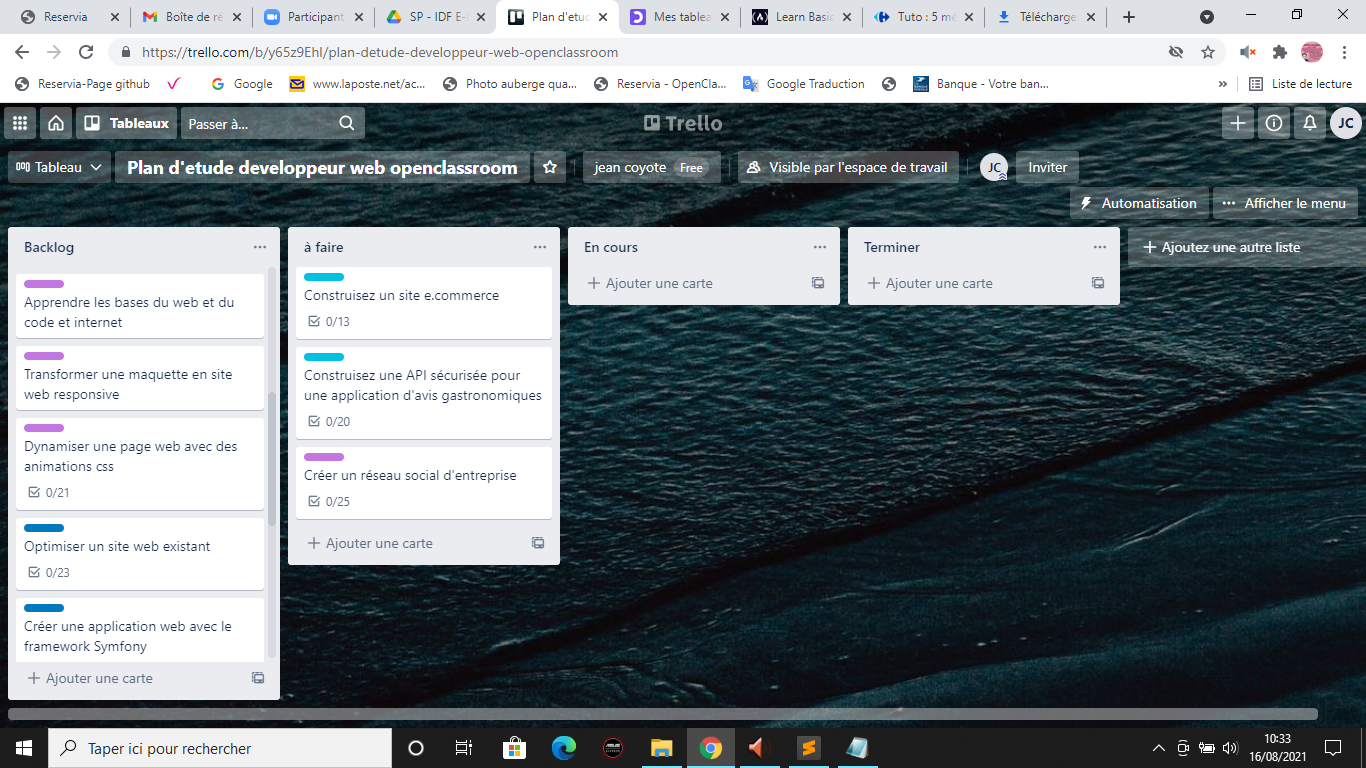 Reservia
Boîte de ré
Participant
SP - IDF E-
Plan d'etud
Mes tablea
Learn Basic
Tuto : 5 mé
Télécharge
https://trello.com/b/y65z9Ehl/plan-detude-developpeur-web-openclassroom
Reservia-Page github
Google
www.laposte.net/ac...
Photo auberge qua...
Reservia - OpenCla...
Google Traduction
Banque - Votre ban...
»
Liste de lecture
Tableaux
Passer à...
Trello
JC
Tableau
Plan d'etude developpeur web openclassroom
jean coyote Free
Visible par l'espace de travail
JC
Inviter
Automatisation
Afficher le menu
Backlog
Apprendre les bases du web et du
code et internet
Transformer une maquette en site
web responsive
Dynamiser une page web avec des
animations css
0/21
Optimiser un site web existant
0/23
Créer une application web avec le
framework Symfony
Ajouter une carte
à faire
Construisez un site e.commerce
0/13
Construisez une API sécurisée pour
une application d'avis gastronomiques
0/20
Créer un réseau social d'entreprise
0/25
Ajouter une carte
En cours
Ajouter une carte
Terminer
Ajouter une carte
Ajoutez une autre liste
Taper ici pour rechercher
10:33
16/08/2021